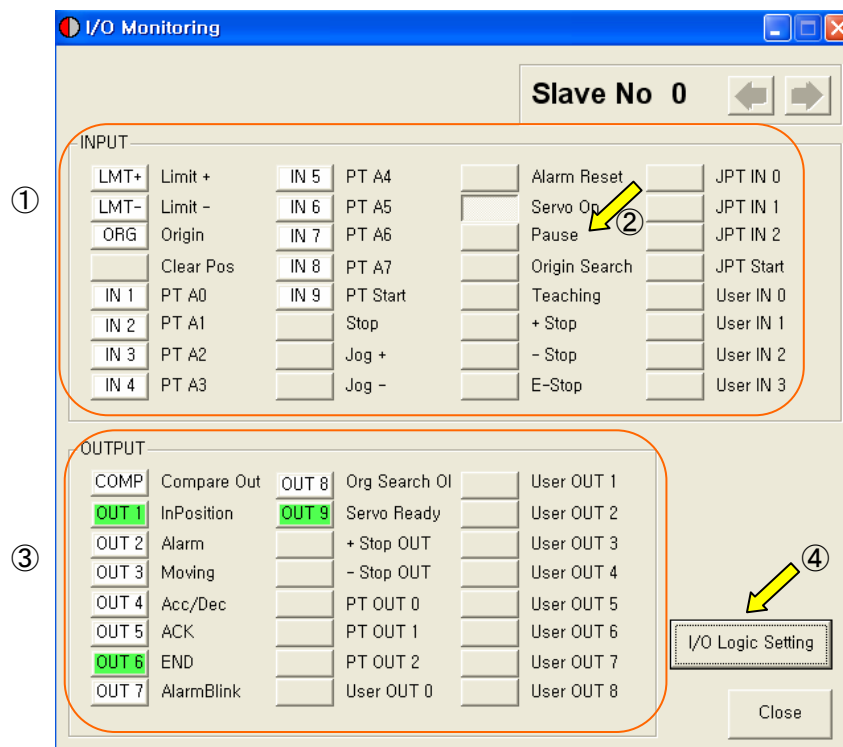 I/O Monitoring
Slave No 0
INPUT
①
LMT+ Limit + IN 5 PT A4 Alarm Reset JPT IN 0
LMT- Limit - IN 6 PT A5 Servo On JPT IN 1
②
ORG Origin IN 7 PT A6 Pause JPT IN 2
Clear Pos IN 8 PT A7 Origin Search JPT Start
IN 1 PT A0 IN 9 PT Start Teaching User IN 0
IN 2 PT A1 Stop + Stop User IN 1
IN 3 PT A2 Jog + - Stop User IN 2
IN 4 PT A3 Jog - E-Stop User IN 3
OUTPUT
COMP Compare Out OUT 8 Org Search Ol User OUT 1
OUT 1 InPosition OUT 9 Servo Ready User OUT 2
③
OUT 2 Alarm + Stop OUT User OUT 3
④
OUT 3 Moving - Stop OUT User OUT 4
OUT 4 Acc/Dec PT OUT 0 User OUT 5
OUT 5 ACK PT OUT 1 User OUT 6
I/O Logic Setting
OUT 6 END PT OUT 2 User OUT 7
OUT 7 AlarmBlink User OUT 0 User OUT 8
Close